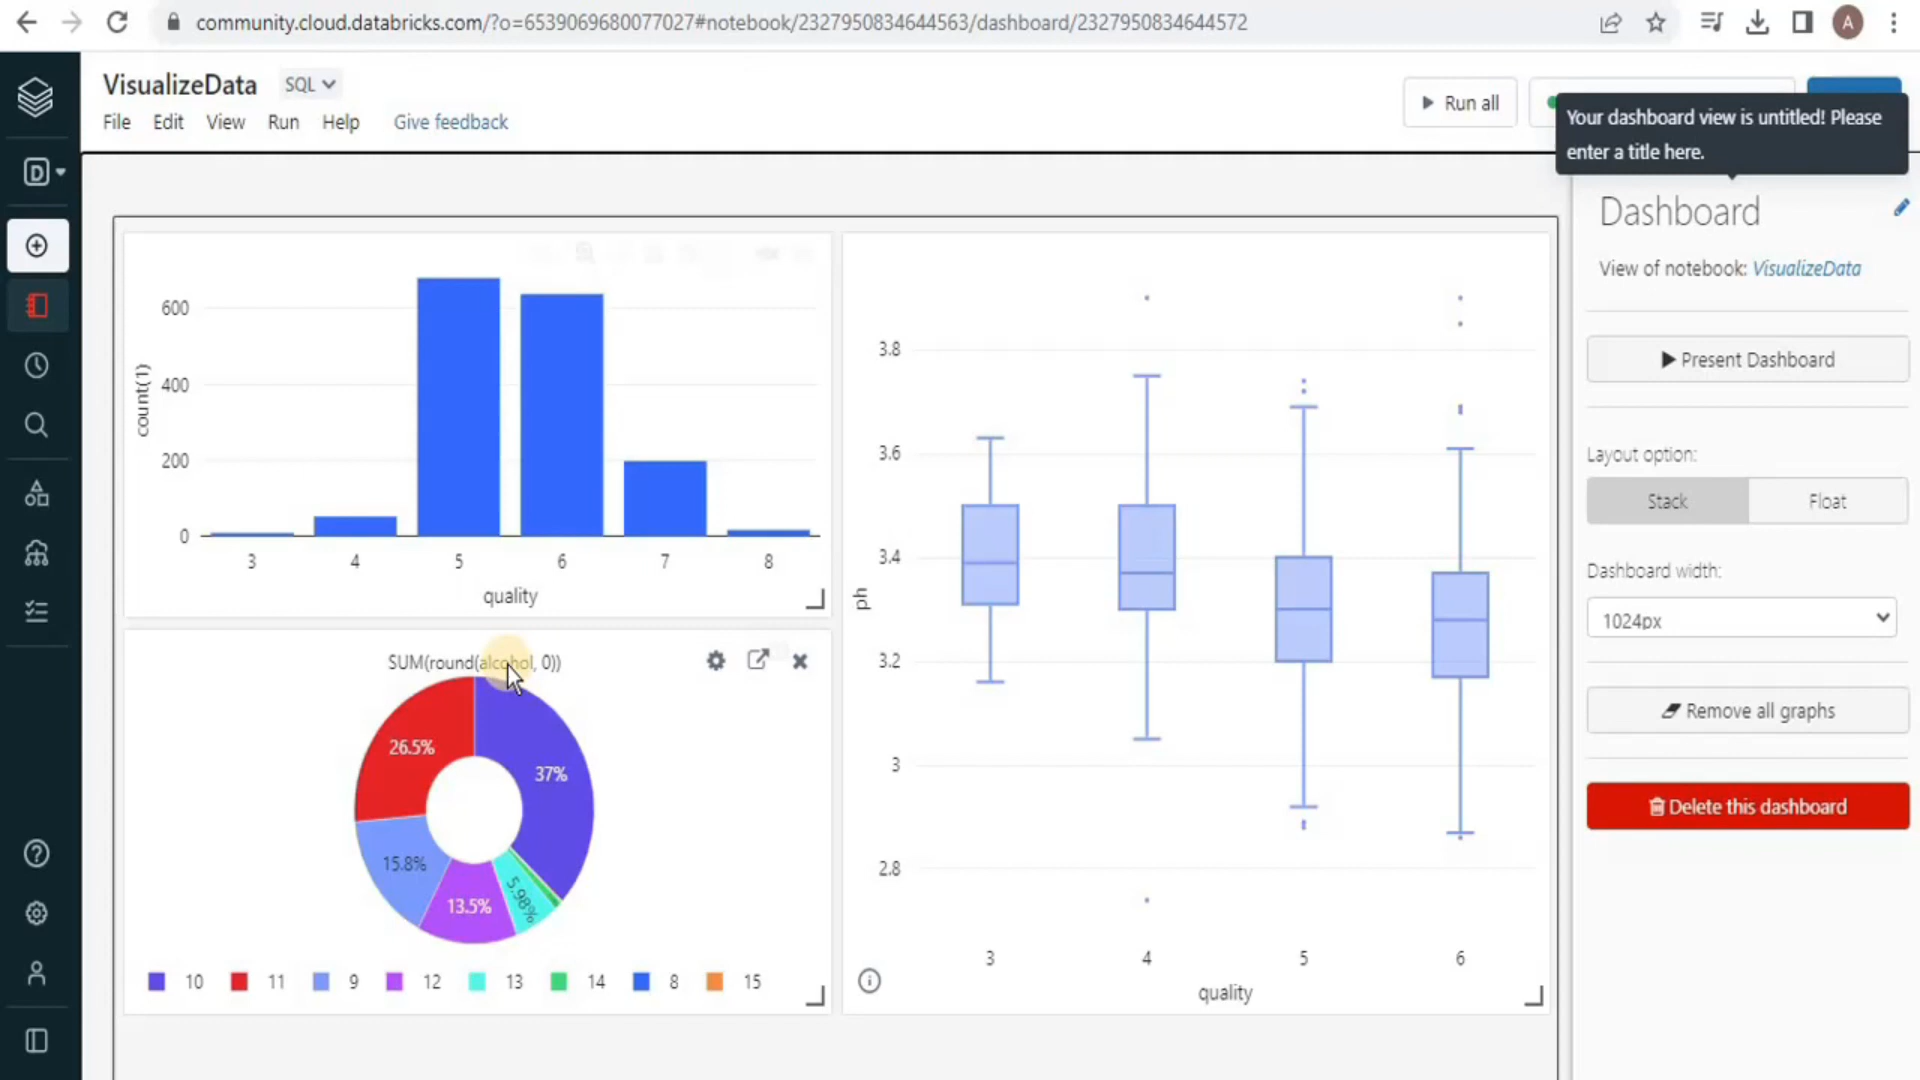 community.cloud.databricks.com/?o=6539069680077027#notebook/2327950834644563/dashboard/2327950834644572
A
VisualizeData SQL
File Edit View Run Help Give feedback
Run all
Your dashboard view is untitled! Please
enter a title here.
D
Dashboard
View of notebook: VisualizeData
Present Dashboard
Layout option:
Stack Float
Dashboard width:
1024px
Remove all graphs
Delete this dashboard
count(1)
600
400
200
0
3 4 5 6 7 8
quality
SUM(round(alcohol, 0))
26.5%
37%
15.8%
13.5%
5.98%
10 11 9 12 13 14 8 15
ph
3.8
3.6
3.4
3.2
3
2.8
3 4 5 6
quality